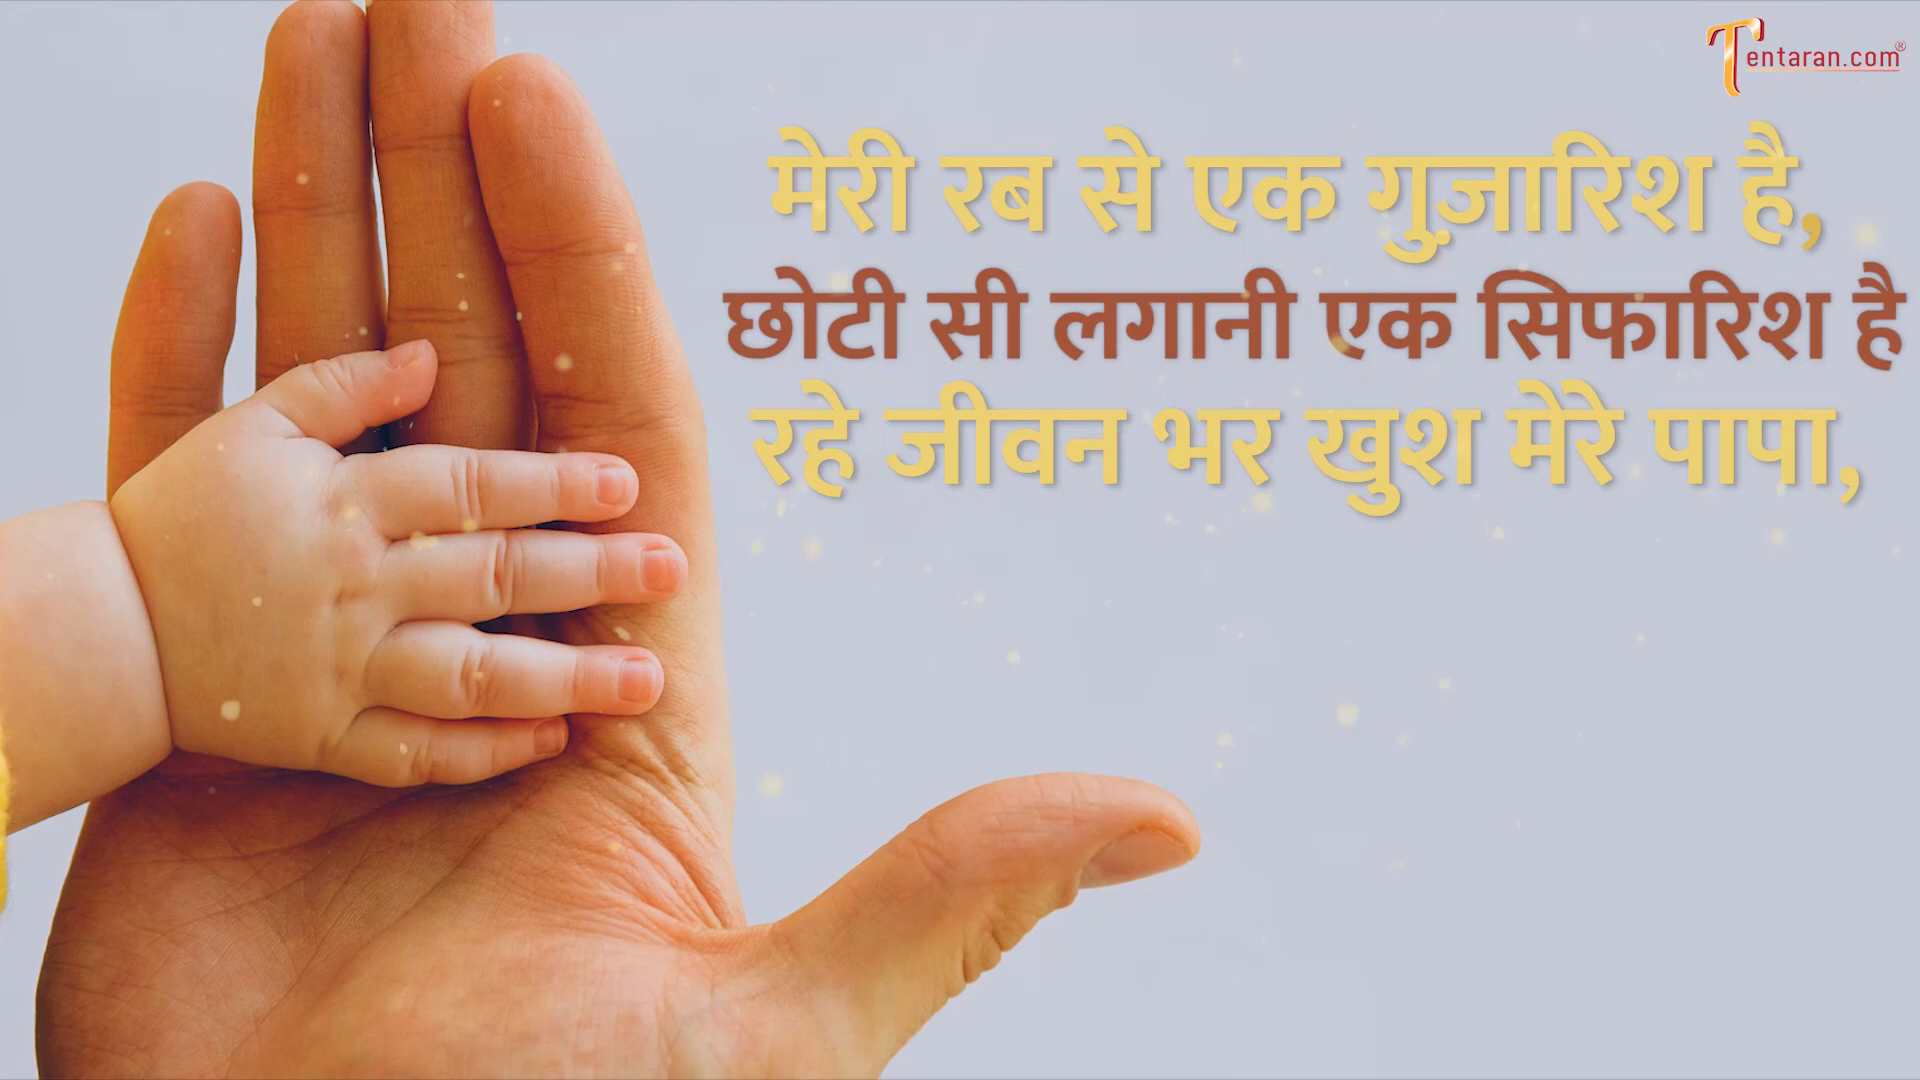 Tentaran.com®
मेरी रब से एक गुज़ारिश है,
छोटी सी लगानी एक सिफारिश है
रहे जीवन भर खुश मेरे पापा,